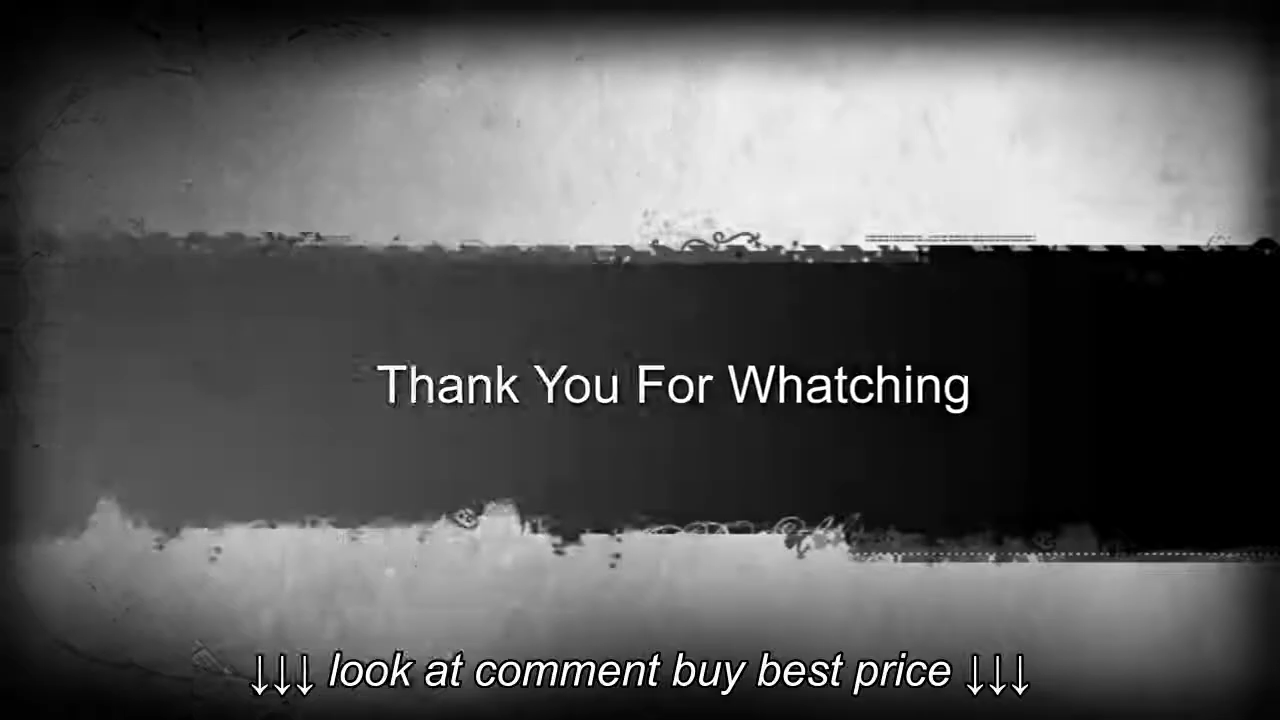 Thank You For Whatching
↓↓↓ look at comment buy best price ↓↓↓